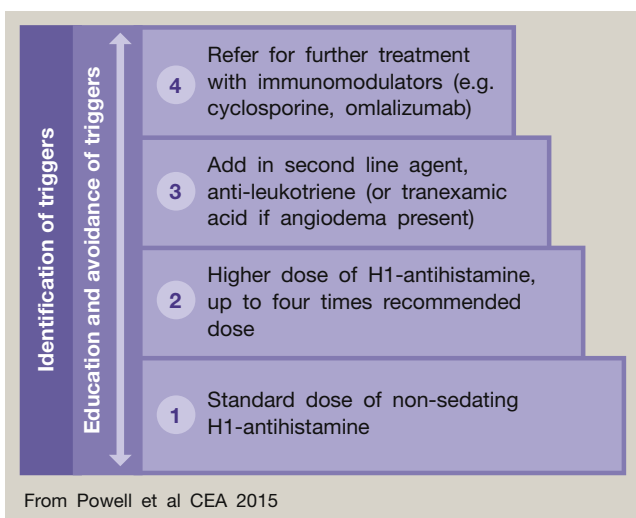 Identification of triggers
Education and avoidance of triggers
4
Refer for further treatment
with immunomodulators (e.g.
cyclosporine, omlalizumab)
3
Add in second line agent,
anti-leukotriene (or tranexamic
acid if angiodema present)
2
Higher dose of H1-antihistamine,
up to four times recommended
dose
1
Standard dose of non-sedating
H1-antihistamine
From Powell et al CEA 2015